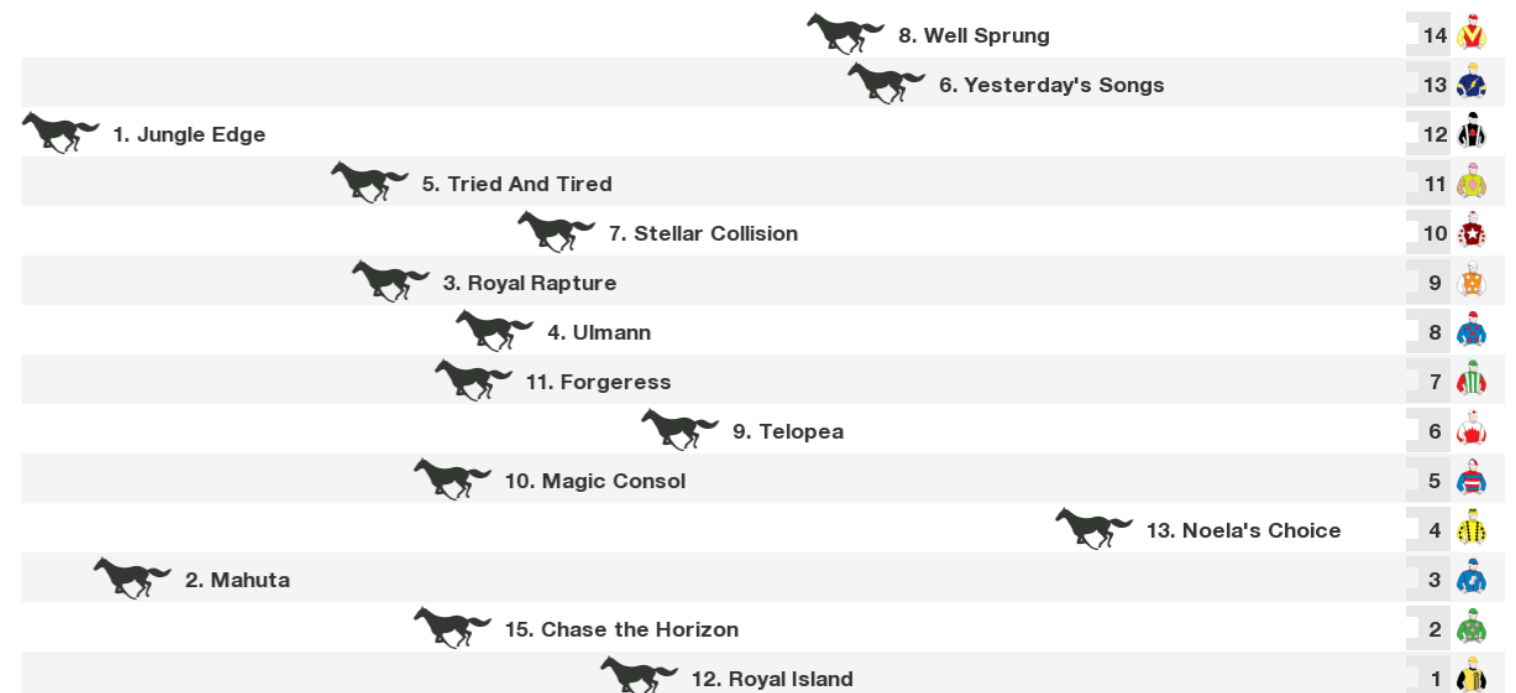 8. Well Sprung 14
6. Yesterday's Songs 13
1. Jungle Edge 12
5. Tried And Tired 11
7. Stellar Collision 10
3. Royal Rapture 9
4. Ulmann 8
11. Forgeress 7
9. Telopea 6
10. Magic Consol 5
13. Noela's Choice 4
2. Mahuta 3
15. Chase the Horizon 2
12. Royal Island 1